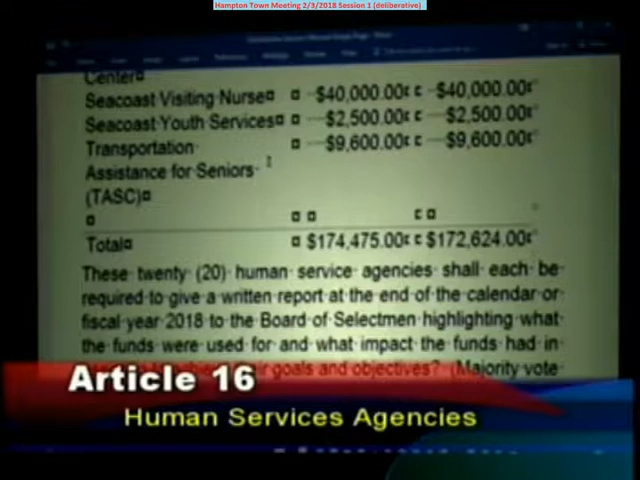 Hampton Town Meeting 2/3/2018 Session 1 (deliberative)
Center¤
Seacoast Visiting Nurse¤ ¤ $40,000.00 $40,000.00
Seacoast Youth Services¤ ¤ $2,500.00 $2,500.00
Transportation ¤ $9,600.00 $9,600.00
Assistance for Seniors
(TASC)¤
¤ ¤ ¤ ¤
Total¤ ¤ $174,475.00 $172,624.00
These twenty (20) human service agencies shall each be
required to give a written report at the end of the calendar or
fiscal year 2018 to the Board of Selectmen highlighting what
the funds were used for and what impact the funds had in
goals and objectives? (Majority vote
Article 16
Human Services Agencies